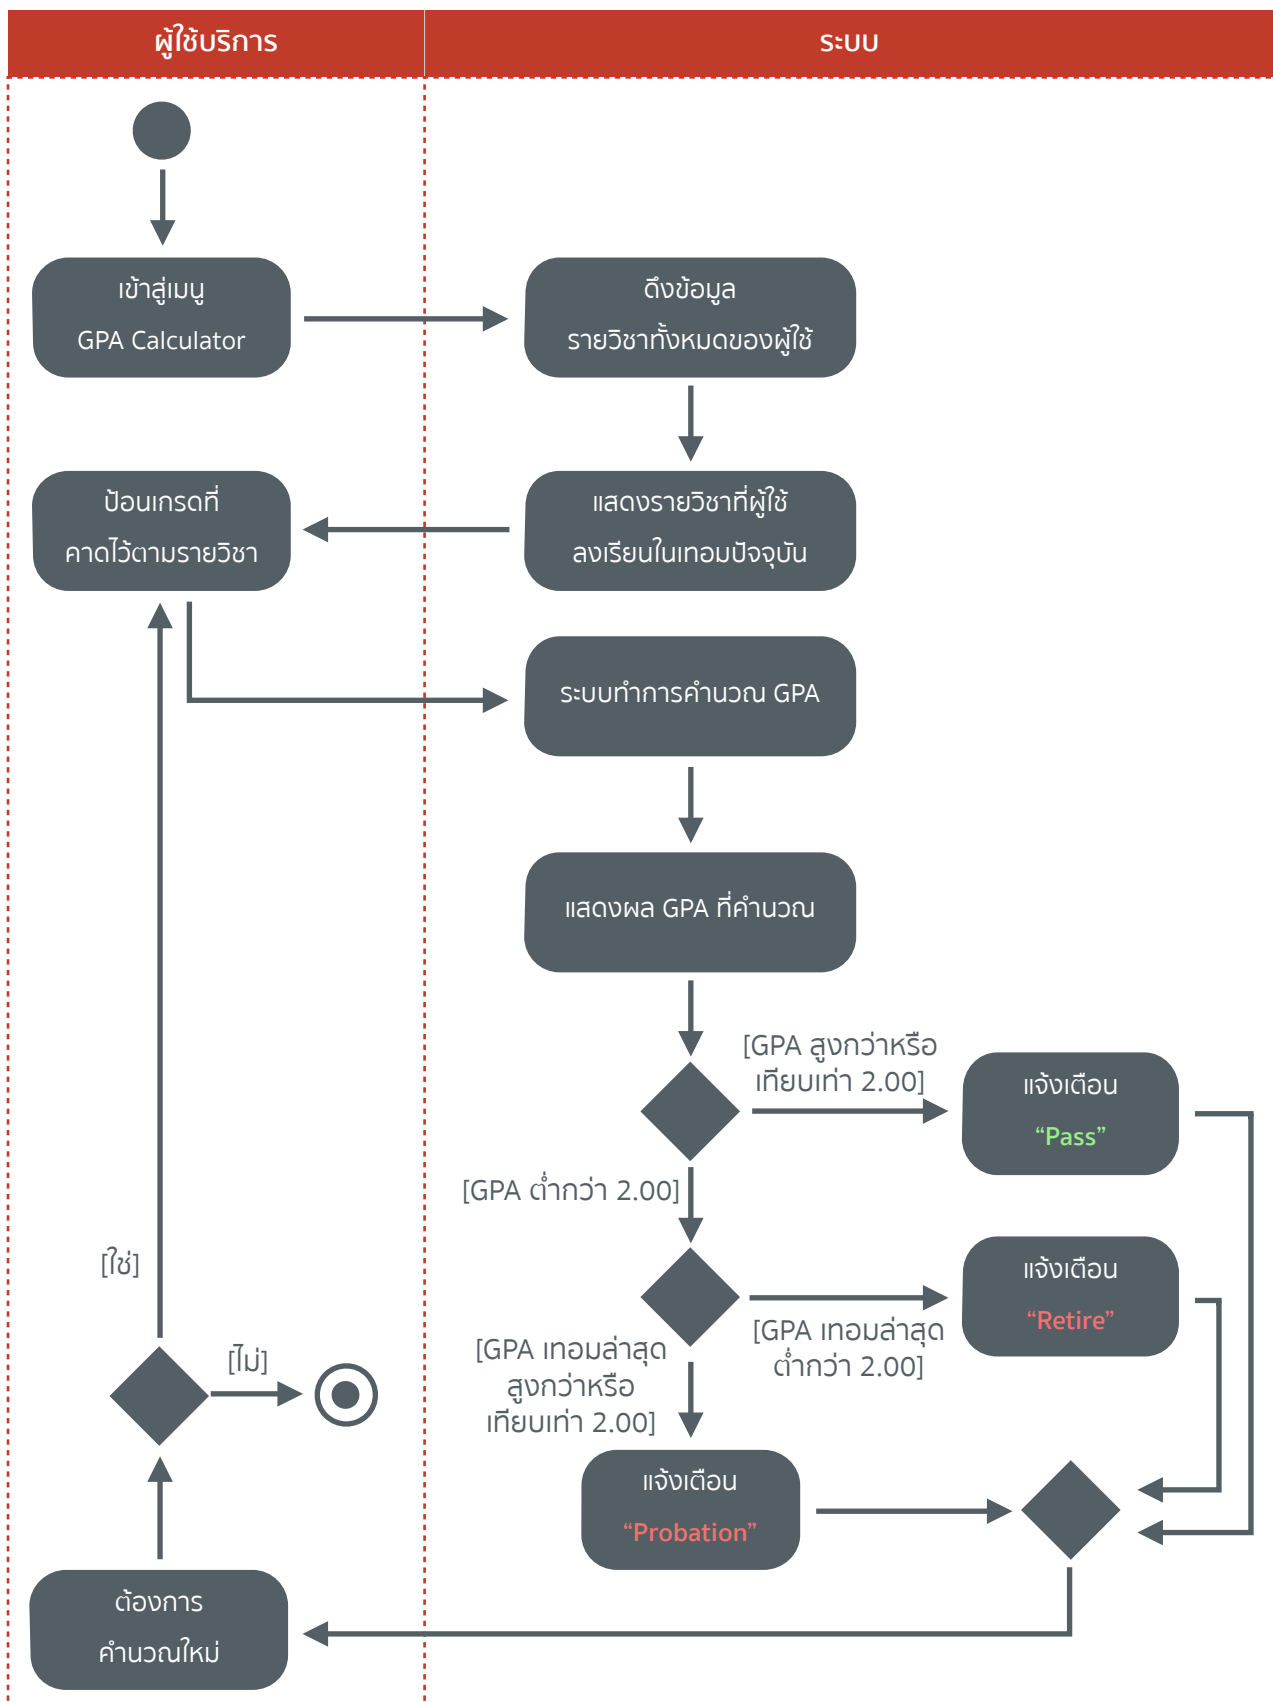 ผู้ใช้บริการ
ระบบ
เข้าสู่เมนู
GPA Calculator
ดึงข้อมูล
รายวิชาทั้งหมดของผู้ใช้
ป้อนเกรดที่
คาดไว้ตามรายวิชา
แสดงรายวิชาที่ผู้ใช้
ลงเรียนในเทอมปัจจุบัน
ระบบทำการคำนวณ GPA
แสดงผล GPA ที่คำนวณ
[GPA สูงกว่าหรือ
เทียบเท่า 2.00]
แจ้งเตือน
“Pass”
[GPA ต่ำกว่า 2.00]
แจ้งเตือน
“Retire”
[GPA เทอมล่าสุด
ต่ำกว่า 2.00]
[GPA เทอมล่าสุด
สูงกว่าหรือ
เทียบเท่า 2.00]
แจ้งเตือน
“Probation”
[ใช่]
[ไม่]
ต้องการ
คำนวณใหม่